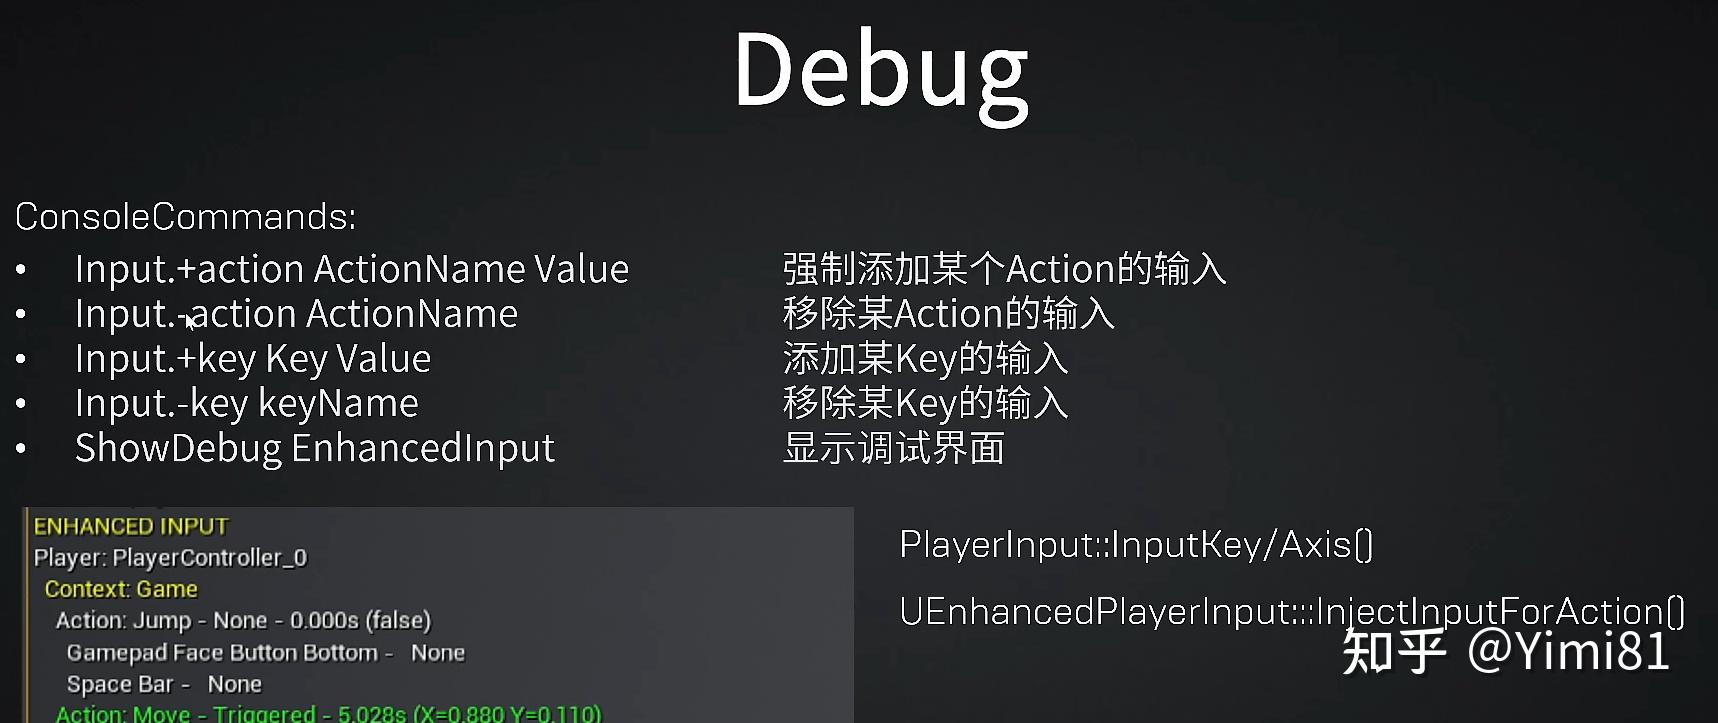 Debug
ConsoleCommands:
• Input.+action ActionName Value 强制添加某个Action的输入
• Input.-action ActionName 移除某Action的输入
• Input.+key Key Value 添加某Key的输入
• Input.-key keyName 移除某Key的输入
• ShowDebug EnhancedInput 显示调试界面
ENHANCED INPUT
Player: PlayerController_0
Context: Game
Action: Jump - None - 0.000s (false)
Gamepad Face Button Bottom - None
Space Bar - None
Action: Move - Triggered - 5.028s (X=0.880 Y=0.110)
PlayerInput::InputKey/Axis()
UEnhancedPlayerInput:::InjectInputForAction()
知乎 @Yimi81